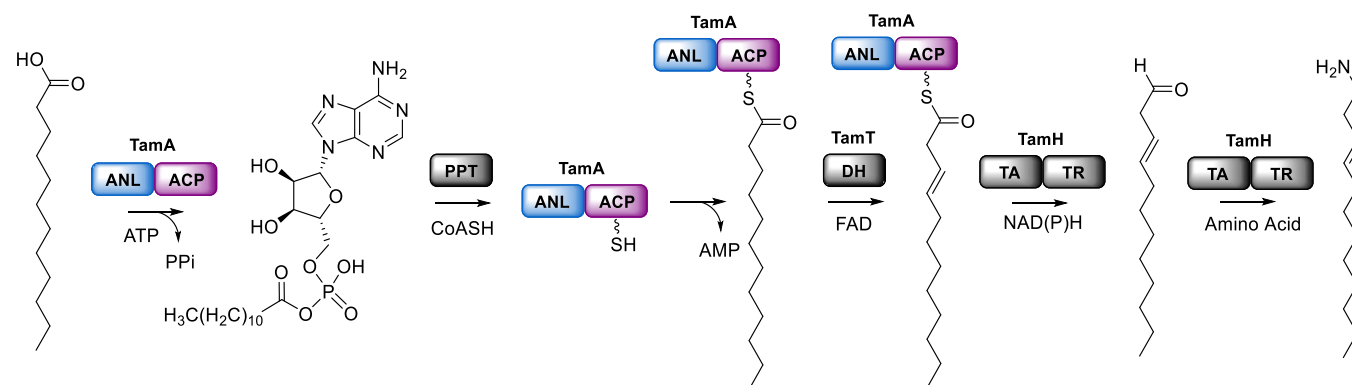 HO
O
TamA
ANL ACP
ATP
PPi
NH2
N
N
N
N
HO
O
HO
O
OH
O
P
O
O
H3C(H2C)10
PPT
CoASH
TamA
ANL ACP
SH
AMP
TamA
ANL ACP
S
O
TamT
DH
FAD
TamA
ANL ACP
S
O
TamH
TA TR
NAD(P)H
H
O
TamH
TA TR
Amino Acid
H2N